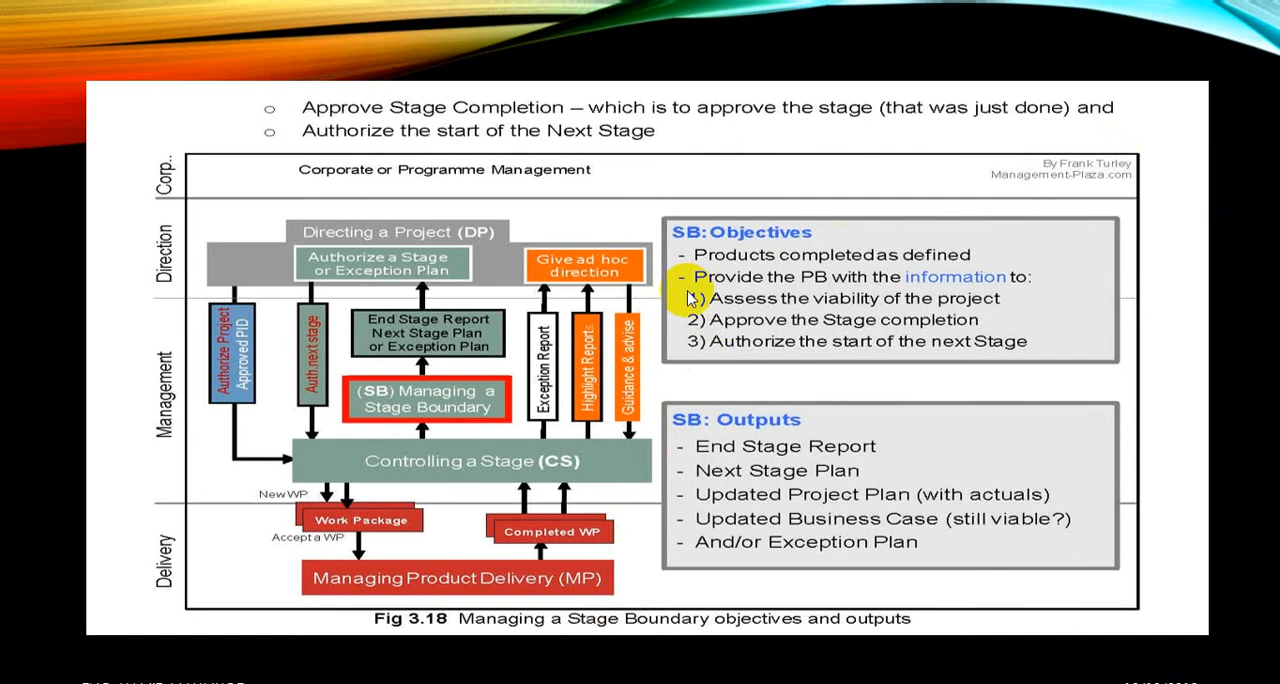 Approve Stage Completion – which is to approve the stage (that was just done) and
Authorize the start of the Next Stage
Corp..
Corporate or Programme Management
By Frank Turley
Management-Plaza.com
Direction
Directing a Project (DP)
Authorize a Stage
or Exception Plan
Give ad hoc
direction
SB: Objectives
- Products completed as defined
- Provide the PB with the information to:
1) Assess the viability of the project
2) Approve the Stage completion
3) Authorize the start of the next Stage
Management
Authorize Project
Approved PID
Auth.next stage
End Stage Report
Next Stage Plan
or Exception Plan
(SB) Managing a
Stage Boundary
Exception Report
Highlight Reports
Guidance & advise
Controlling a Stage (CS)
SB: Outputs
- End Stage Report
- Next Stage Plan
- Updated Project Plan (with actuals)
- Updated Business Case (still viable?)
- And/or Exception Plan
Delivery
New WP
Work Package
Accept a WP
Completed WP
Managing Product Delivery (MP)
Fig 3.18 Managing a Stage Boundary objectives and outputs